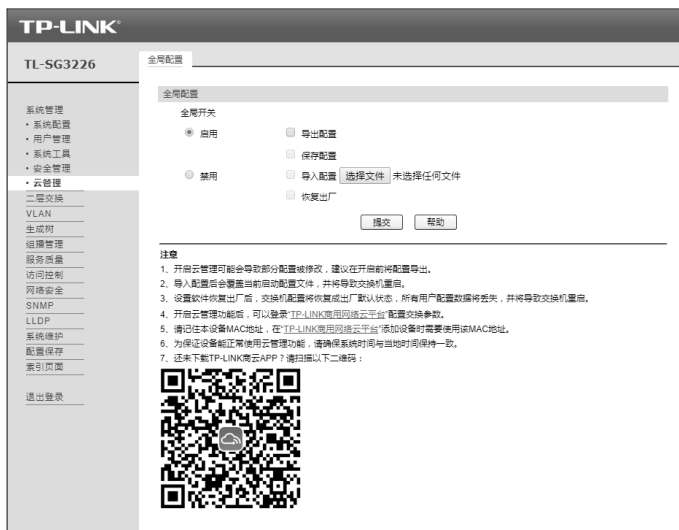 TP-LINK®
TL-SG3226
全局配置
系统管理
• 系统配置
• 用户管理
• 系统工具
• 安全管理
• 云管理
二层交换
VLAN
生成树
组播管理
服务质量
访问控制
网络安全
SNMP
LLDP
系统维护
配置保存
索引页面
退出登录
全局配置
全局开关
启用 导出配置
保存配置
禁用 导入配置 选择文件 未选择任何文件
恢复出厂
提交 帮助
注意
1、开启云管理可能会导致部分配置被修改，建议在开启前将配置导出。
2、导入配置后会覆盖当前启动配置文件，并将导致交换机重启。
3、设置软件恢复出厂后，交换机配置将恢复成出厂默认状态，所有用户配置数据将丢失，并将导致交换机重启。
4、开启云管理功能后，可以登录"TP-LINK商用网络云平台"配置交换参数。
5、请记住本设备MAC地址，在"TP-LINK商用网络云平台"添加设备时需要使用该MAC地址。
6、为保证设备能正常使用云管理功能，请确保系统时间与当地时间保持一致。
7、还未下载TP-LINK商云APP？请扫描以下二维码：